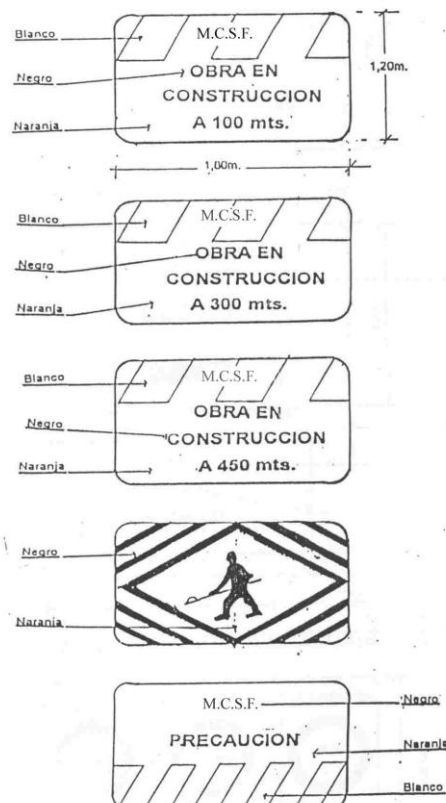 Blanco
M.C.S.F.
Negro
OBRA EN
CONSTRUCCION
Naranja
A 100 mts.
1,20m.
1,00m.
Blanco
M.C.S.F.
Negro
OBRA EN
CONSTRUCCION
Naranja
A 300 mts.
Blanco
M.C.S.F.
OBRA EN
Negro
CONSTRUCCION
Naranja
A 450 mts.
Negro
Naranja
M.C.S.F.
Negro
PRECAUCION
Naranja
Blanco